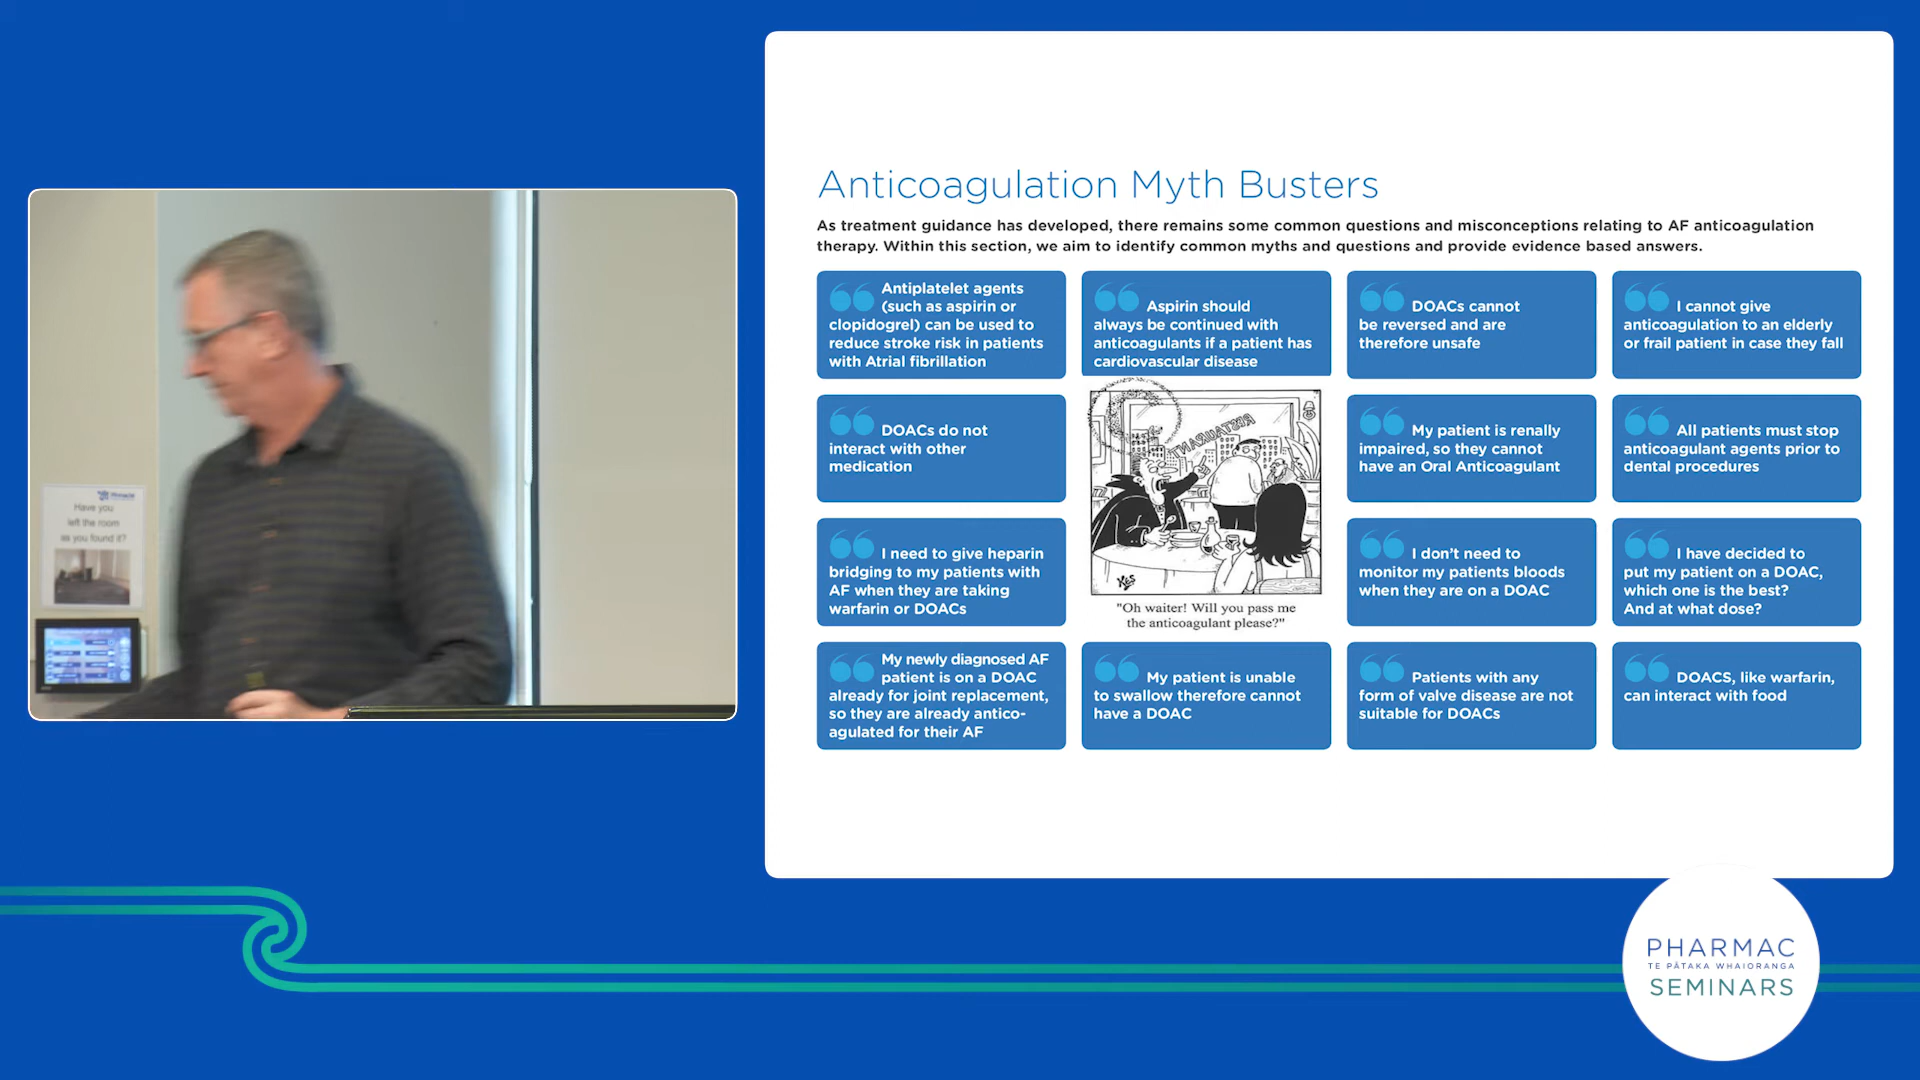 Anticoagulation Myth Busters
As treatment guidance has developed, there remains some common questions and misconceptions relating to AF anticoagulation
therapy. Within this section, we aim to identify common myths and questions and provide evidence based answers.
Antiplatelet agents
(such as aspirin or
clopidogrel) can be used to
reduce stroke risk in patients
with Atrial fibrillation
Aspirin should
always be continued with
anticoagulants if a patient has
cardiovascular disease
DOACs cannot
be reversed and are
therefore unsafe
I cannot give
anticoagulation to an elderly
or frail patient in case they fall
DOACs do not
interact with other
medication
RESTAURANT
"Oh waiter! Will you pass me
the anticoagulant please?"
My patient is renally
impaired, so they cannot
have an Oral Anticoagulant
All patients must stop
anticoagulant agents prior to
dental procedures
I need to give heparin
bridging to my patients with
AF when they are taking
warfarin or DOACs
I don't need to
monitor my patients bloods
when they are on a DOAC
I have decided to
put my patient on a DOAC,
which one is the best?
And at what dose?
My newly diagnosed AF
patient is on a DOAC
already for joint replacement,
so they are already antico-
agulated for their AF
My patient is unable
to swallow therefore cannot
have a DOAC
Patients with any
form of valve disease are not
suitable for DOACs
DOACS, like warfarin,
can interact with food
Pinnacle
Have you
left the room
as you found it?
PHARMAC
TE PĀTAKA WHAIORANGA
SEMINARS